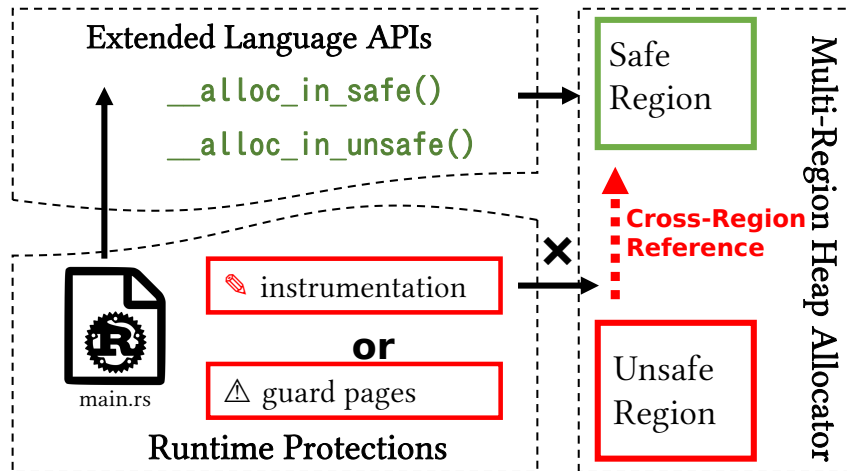 Extended Language APIs
__alloc_in_safe()
__alloc_in_unsafe()
Safe
Region
Cross-Region
Reference
Multi-Region Heap Allocator
R
main.rs
✎ instrumentation
×
or
⚠ guard pages
Unsafe
Region
Runtime Protections